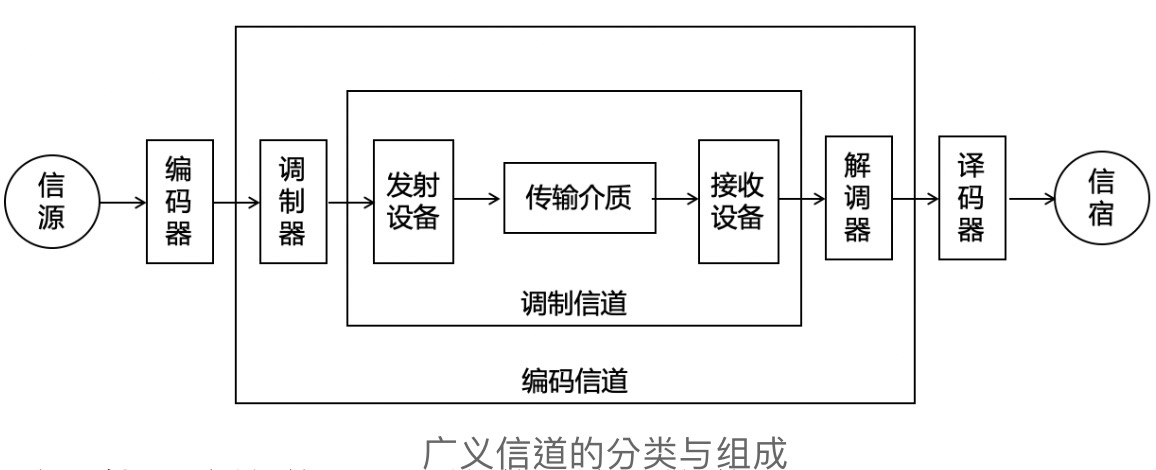 信源
编码器
调制器
发射设备
传输介质
接收设备
解调器
译码器
信宿
调制信道
编码信道
广义信道的分类与组成